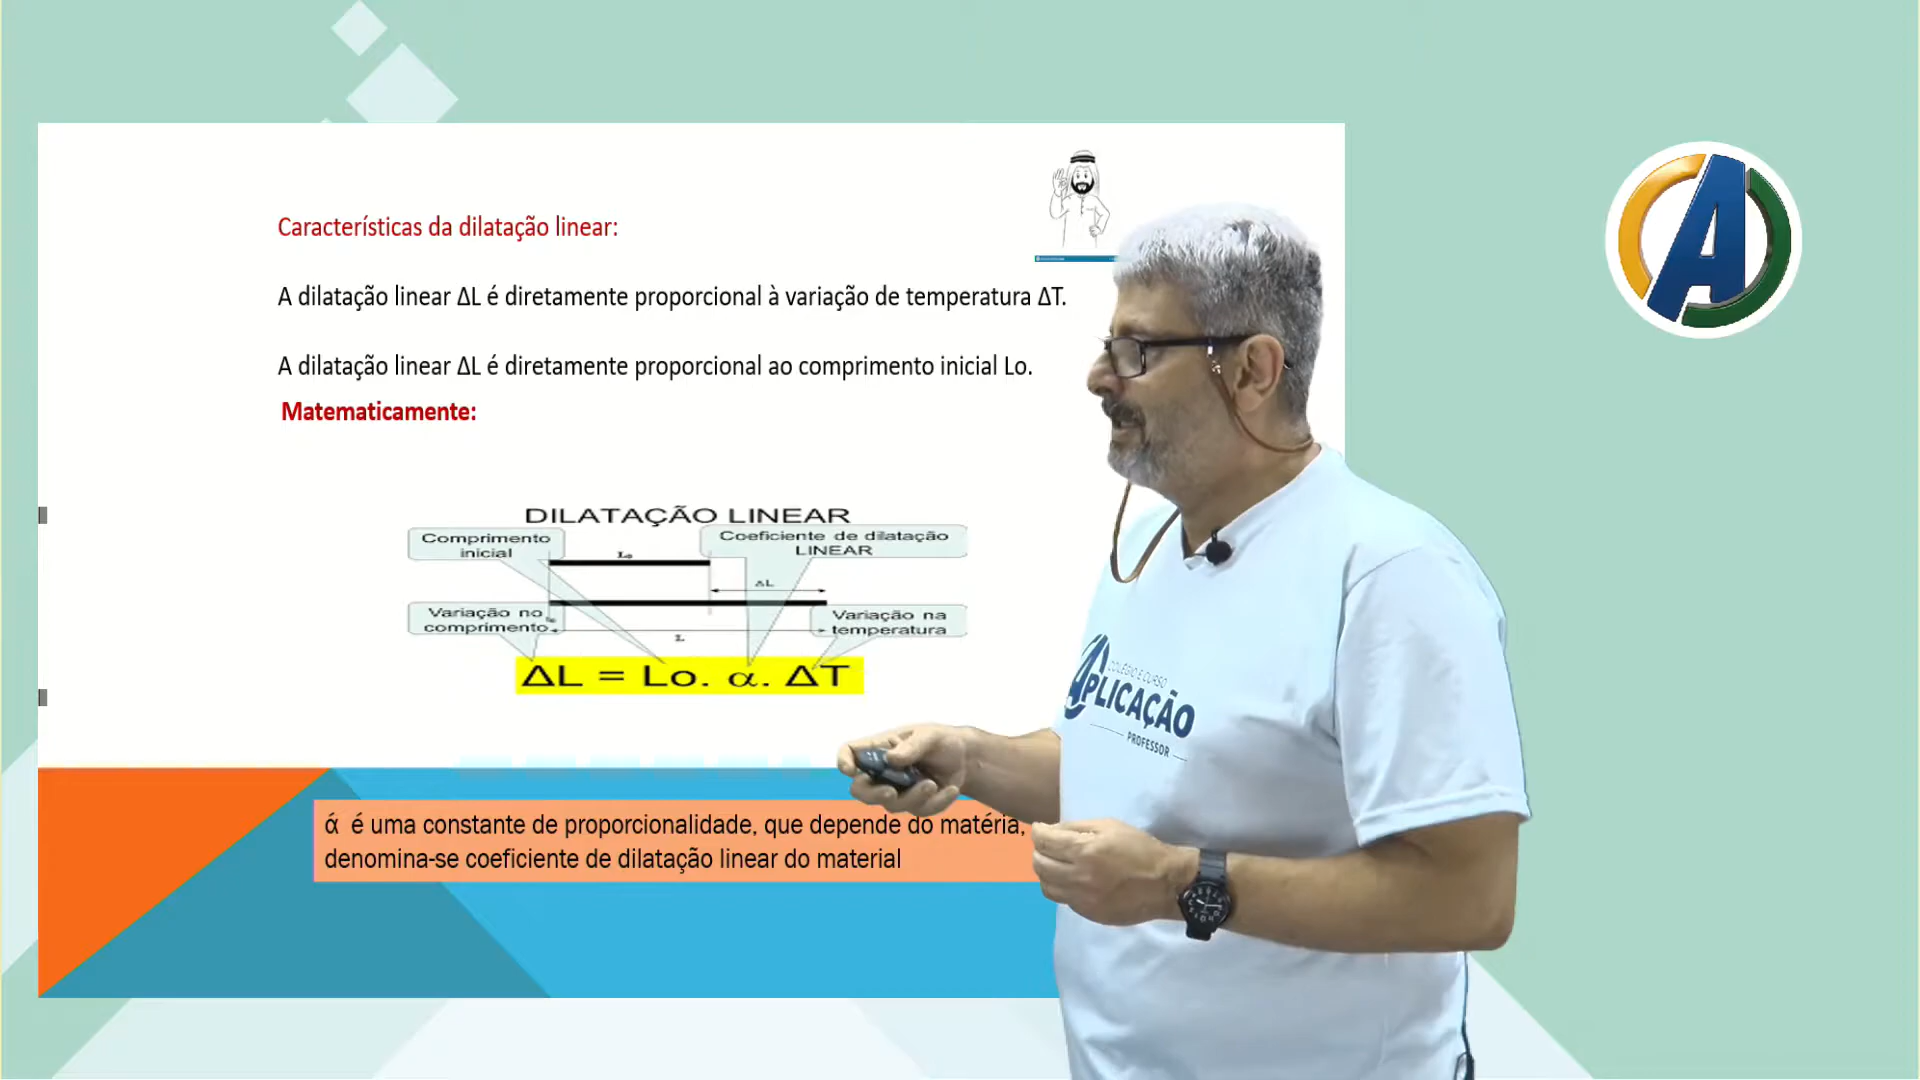 Características da dilatação linear:
A dilatação linear ΔL é diretamente proporcional à variação de temperatura ΔT.
A dilatação linear ΔL é diretamente proporcional ao comprimento inicial Lo.
Matematicamente:
DILATAÇÃO LINEAR
Comprimento
inicial
Lo
Coeficiente de dilatação
LINEAR
ΔL
Variação no
comprimento
Variação na
temperatura
L
ΔL = Lo. α. ΔT
ά é uma constante de proporcionalidade, que depende do matéria,
denomina-se coeficiente de dilatação linear do material
A
COLÉGIO E CURSO
APLICAÇÃO
PROFESSOR